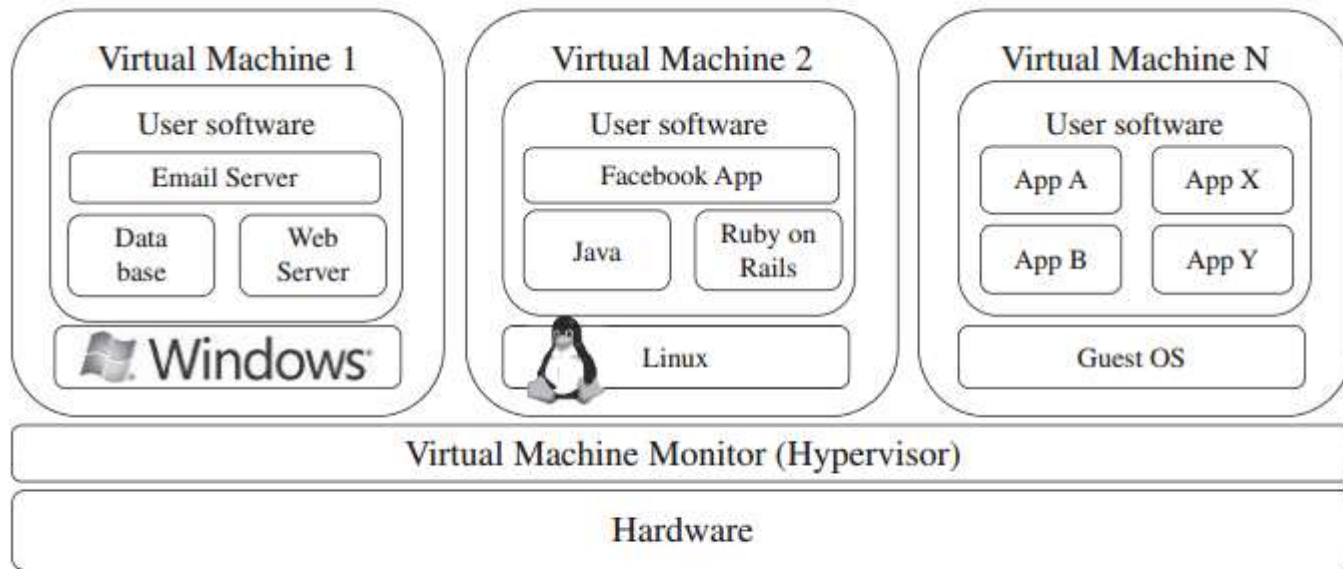 Virtual Machine 1
User software
Email Server
Data
base
Web
Server
Windows
Virtual Machine 2
User software
Facebook App
Java
Ruby on
Rails
Linux
Virtual Machine N
User software
App A
App X
App B
App Y
Guest OS
Virtual Machine Monitor (Hypervisor)
Hardware